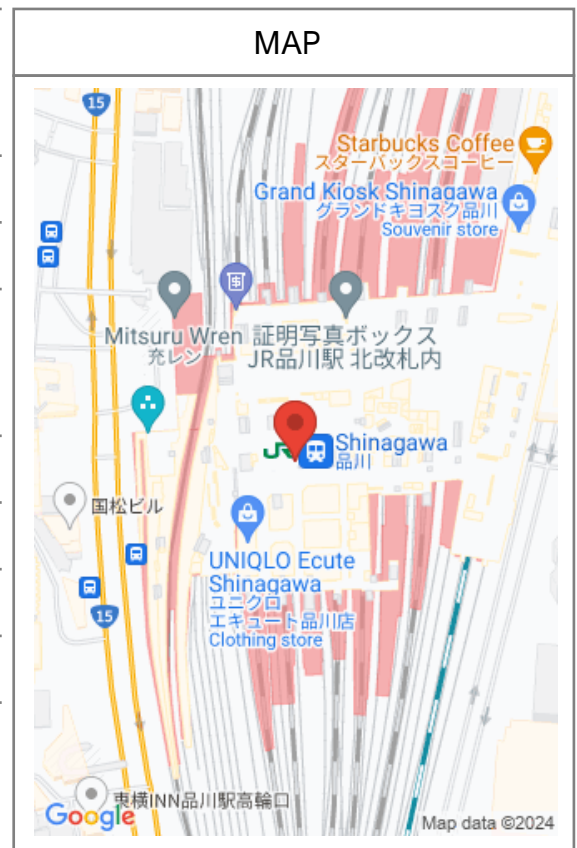 MAP
15
Starbucks Coffee
スターバックスコーヒー
Grand Kiosk Shinagawa
グランドキヨスク品川
Souvenir store
Mitsuru Wren
充レン
証明写真ボックス
JR品川駅 北改札内
JR
Shinagawa
品川
国松ビル
UNIQLO Ecute
Shinagawa
ユニクロ
エキュート品川店
Clothing store
15
東横INN品川駅高輪口
Google
Map data ©2024